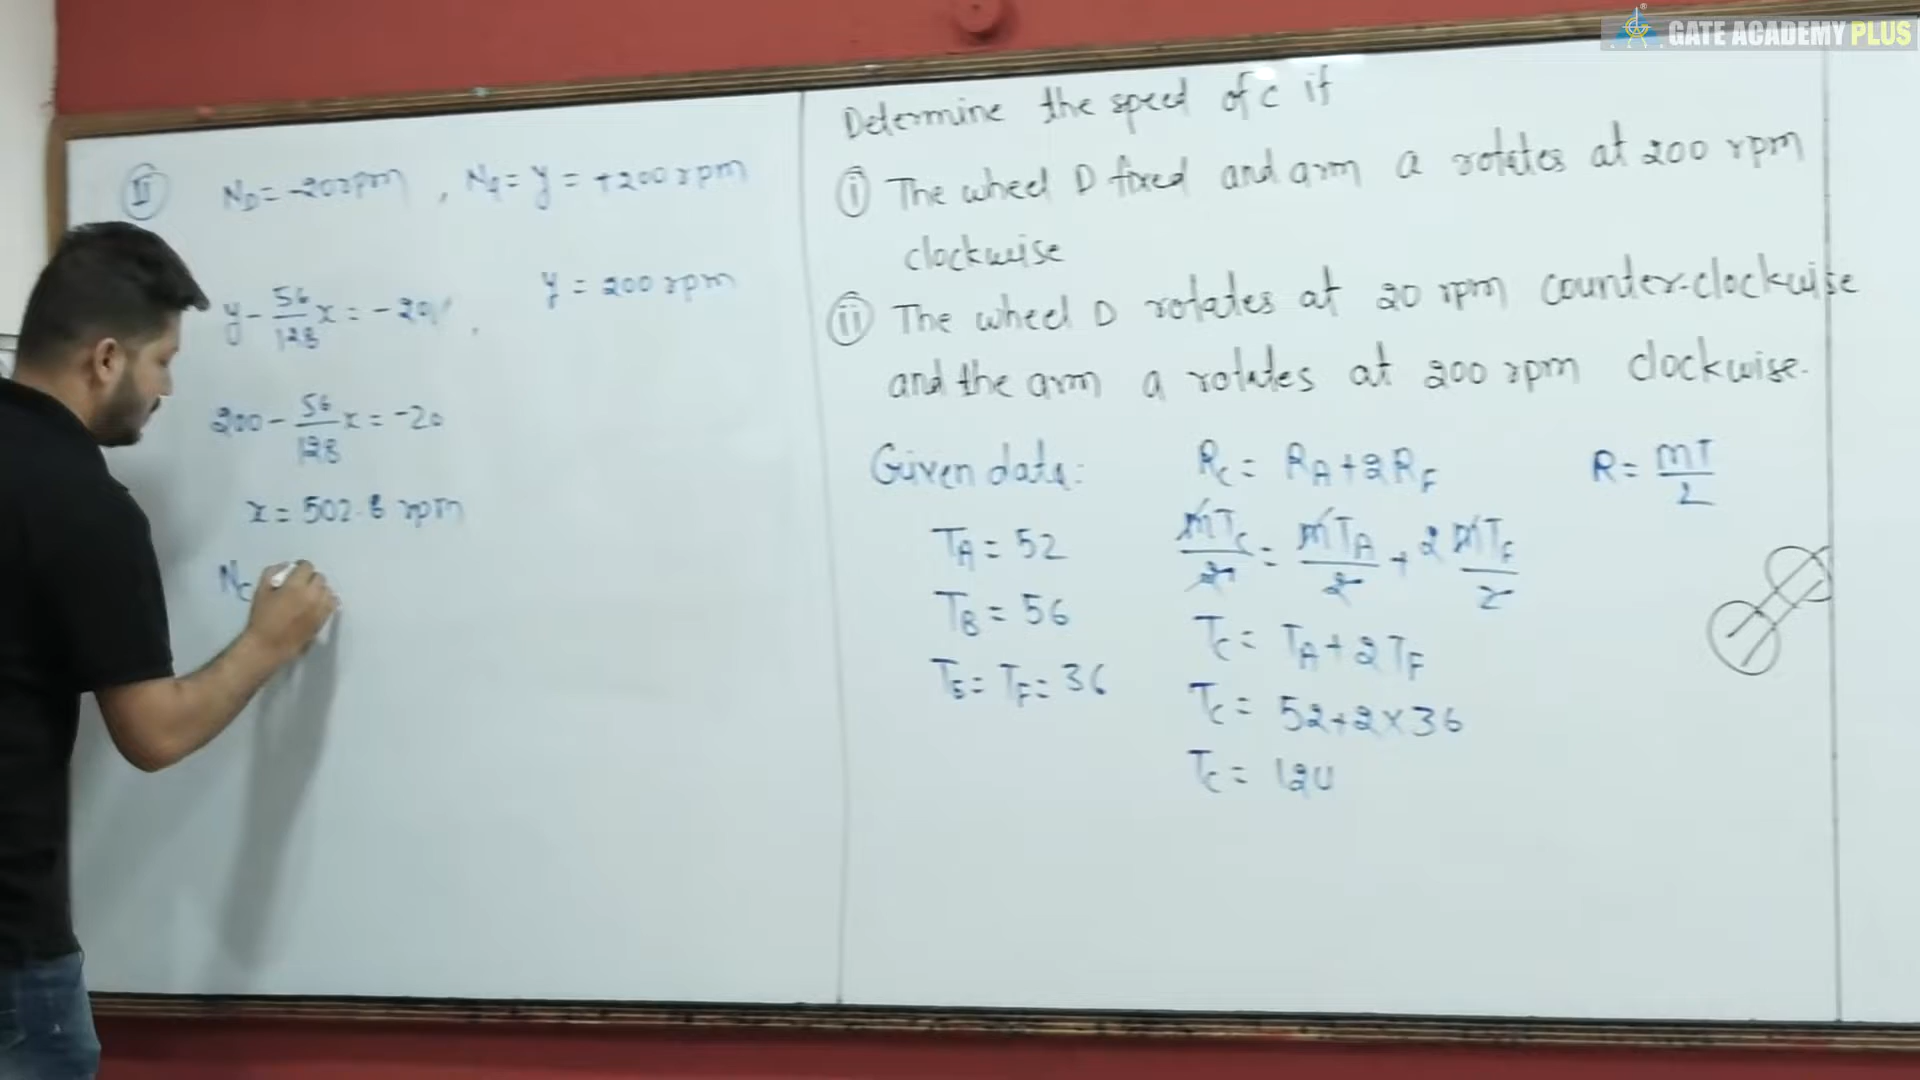 GATE ACADEMY PLUS
II N_D = -20 rpm , N_a = y = +200 rpm
y - 56/128 x = -20 , y = 200 rpm
200 - 56/128 x = -20
x = 502.8 rpm
N_C
Determine the speed of C if
i The wheel D fixed and arm a rotates at 200 rpm
clockwise
ii The wheel D rotates at 20 rpm counter-clockwise
and the arm a rotates at 200 rpm clockwise.
Given data: R_C = R_A + 2R_F R = mT/2
T_A = 52 mT_C/2 = mT_A/2 + 2 mT_F/2
T_B = 56 T_C = T_A + 2T_F
T_E = T_F = 36 T_C = 52 + 2 × 36
T_C = 124